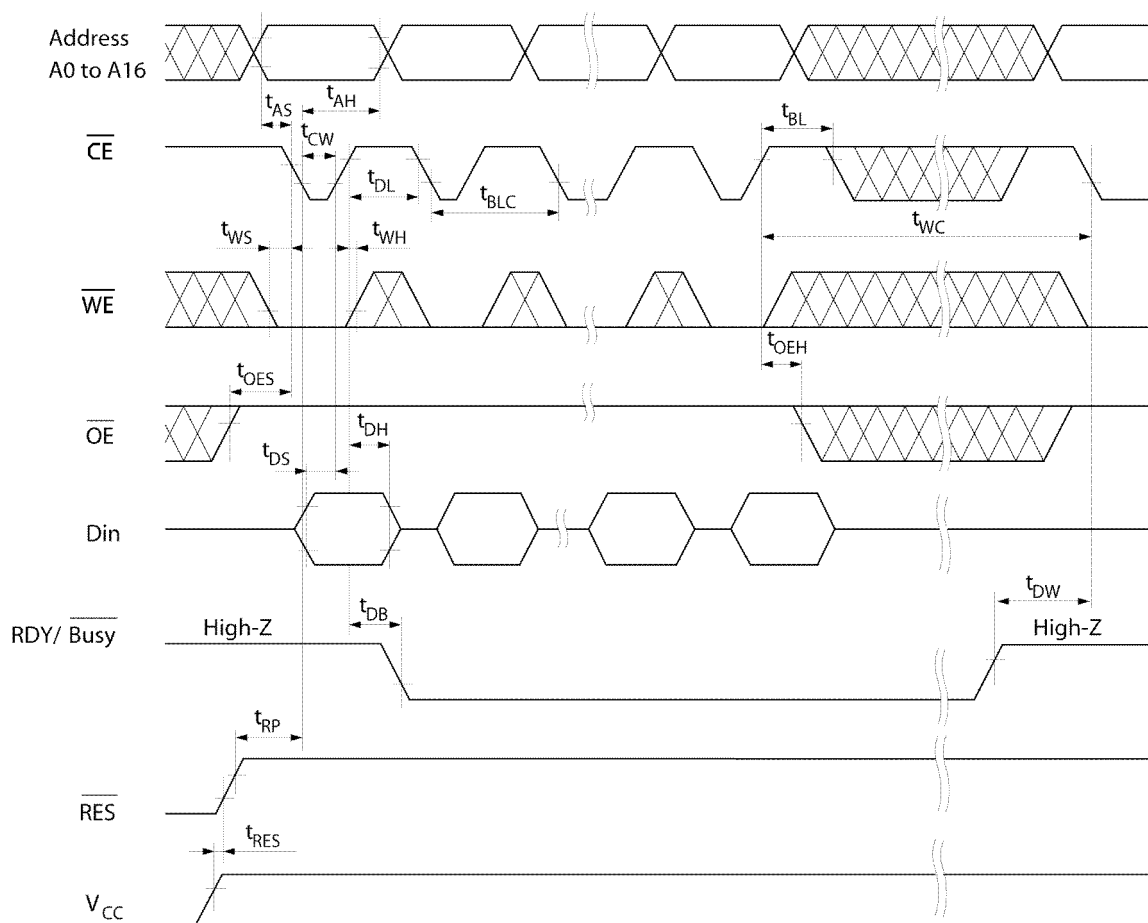 Address
A0 to A16
tAS
tAH
tCW
tBL
CE
tDL
tBLC
tWC
tWS
tWH
WE
tOEH
tOES
OE
tDH
tDS
Din
tDW
tDB
RDY/ Busy
High-Z
High-Z
tRP
RES
tRES
VCC